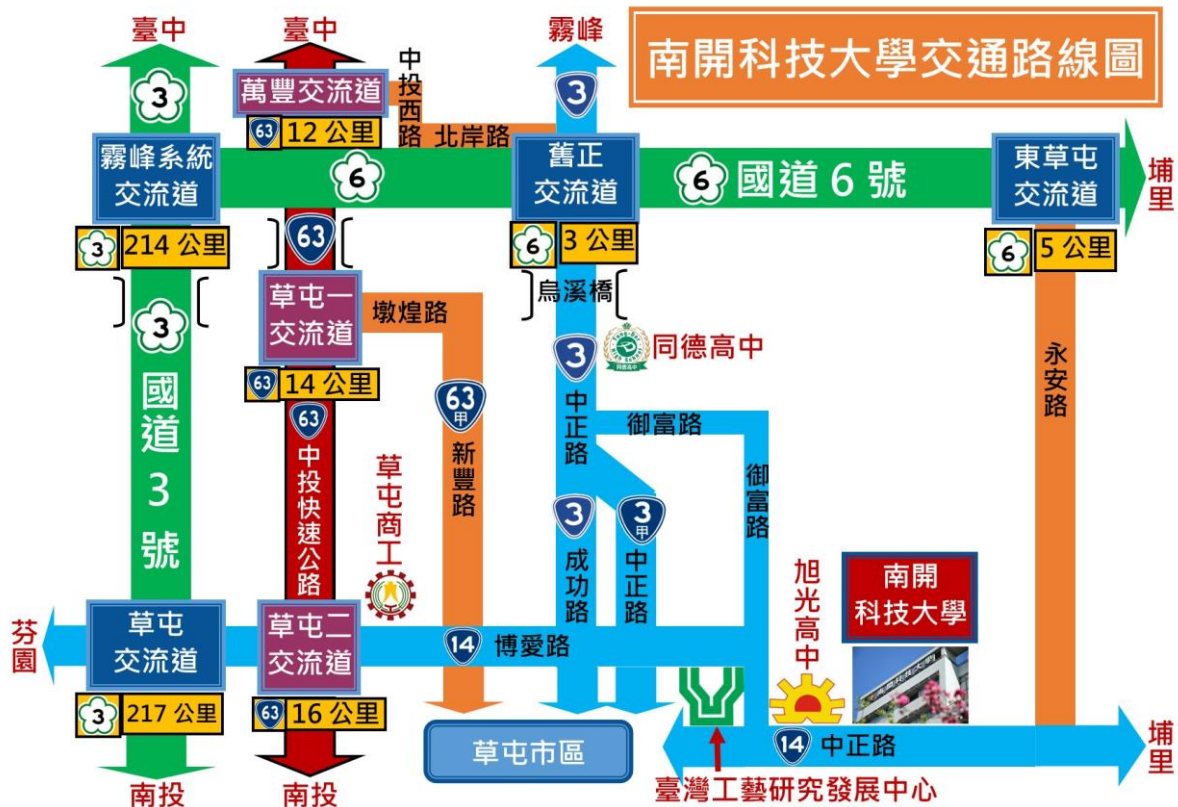 南開科技大學交通路線圖
臺中
臺中
霧峰
3
萬豐交流道
63
12 公里
中投西路
北岸路
3
霧峰系統
交流道
6
舊正
交流道
6
國道 6 號
東草屯
交流道
埔里
3
214 公里
63
6
3 公里
6
5 公里
3
草屯一
交流道
墩煌路
烏溪橋
63
14 公里
3
同德高中
同德高中
永安路
國道 3 號
63
中投快速公路
63
甲
新豐路
中正路
御富路
御富路
草屯商工
3
成功路
3
甲
中正路
旭光高中
南開
科技大學
芬園
草屯
交流道
草屯二
交流道
14
博愛路
3
217 公里
63
16 公里
草屯市區
14
中正路
埔里
南投
南投
臺灣工藝研究發展中心